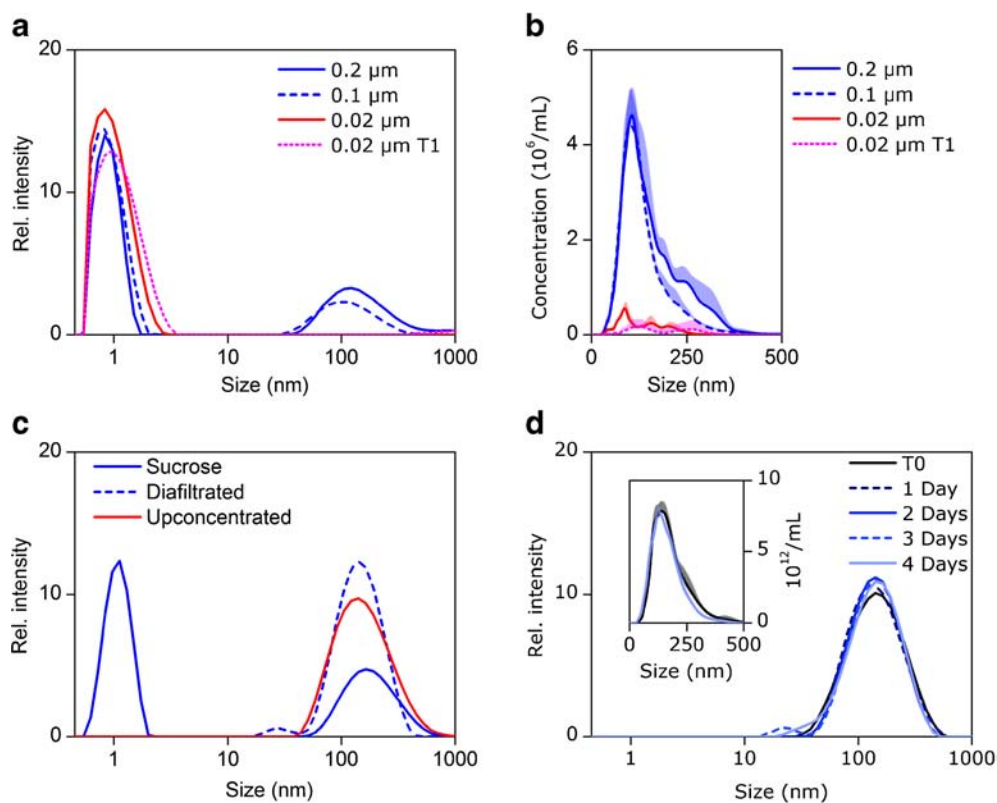 a
20
10
0
Rel. intensity
1
10
100
1000
Size (nm)
0.2 µm
0.1 µm
0.02 µm
0.02 µm T1
b
6
4
2
0
Concentration (10⁶/mL)
0
250
500
Size (nm)
0.2 µm
0.1 µm
0.02 µm
0.02 µm T1
c
20
10
0
Rel. intensity
1
10
100
1000
Size (nm)
Sucrose
Diafiltrated
Upconcentrated
d
20
10
0
Rel. intensity
1
10
100
1000
Size (nm)
10
5
0
10¹²/mL
0
250
500
Size (nm)
T0
1 Day
2 Days
3 Days
4 Days